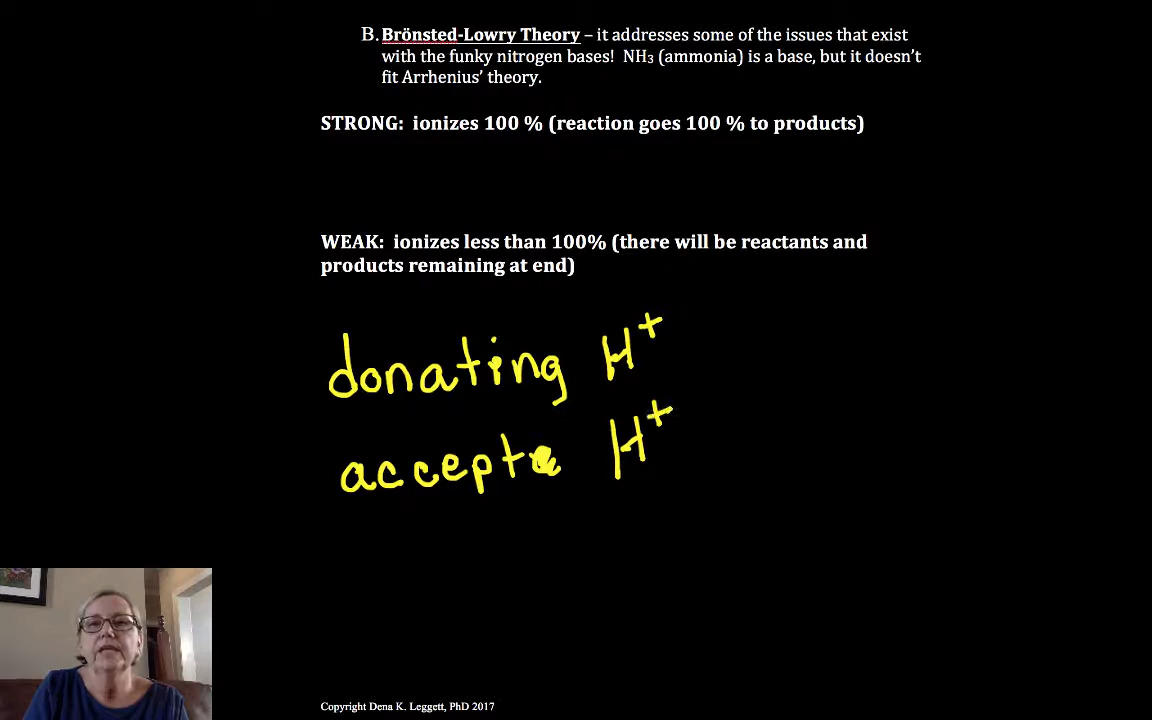 B. Brönsted-Lowry Theory – it addresses some of the issues that exist
with the funky nitrogen bases! NH₃ (ammonia) is a base, but it doesn't
fit Arrhenius' theory.
STRONG: ionizes 100 % (reaction goes 100 % to products)
WEAK: ionizes less than 100% (there will be reactants and
products remaining at end)
donating H⁺
accept H⁺
Copyright Dena K. Leggett, PhD 2017